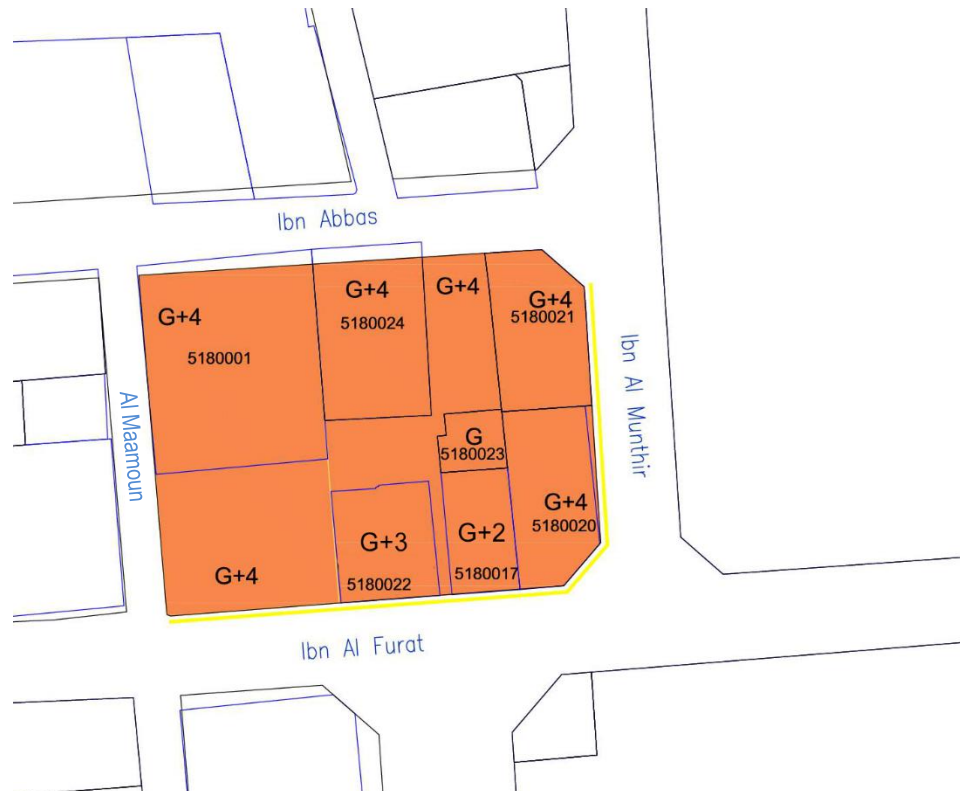 Ibn Abbas
G+4
5180001
G+4
5180024
G+4
G+4
5180021
Ibn Al Munthir
Al Maamoun
G
5180023
G+4
5180020
G+2
5180017
G+3
5180022
G+4
Ibn Al Furat